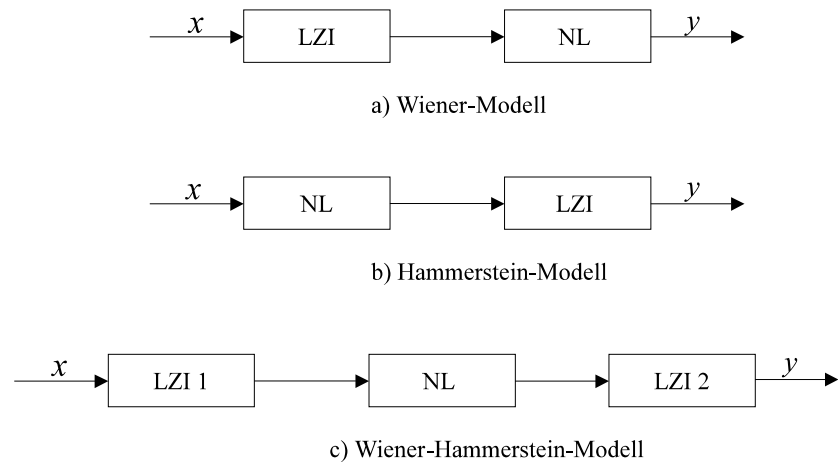 x LZI NL y
a) Wiener-Modell
x NL LZI y
b) Hammerstein-Modell
x LZI 1 NL LZI 2 y
c) Wiener-Hammerstein-Modell